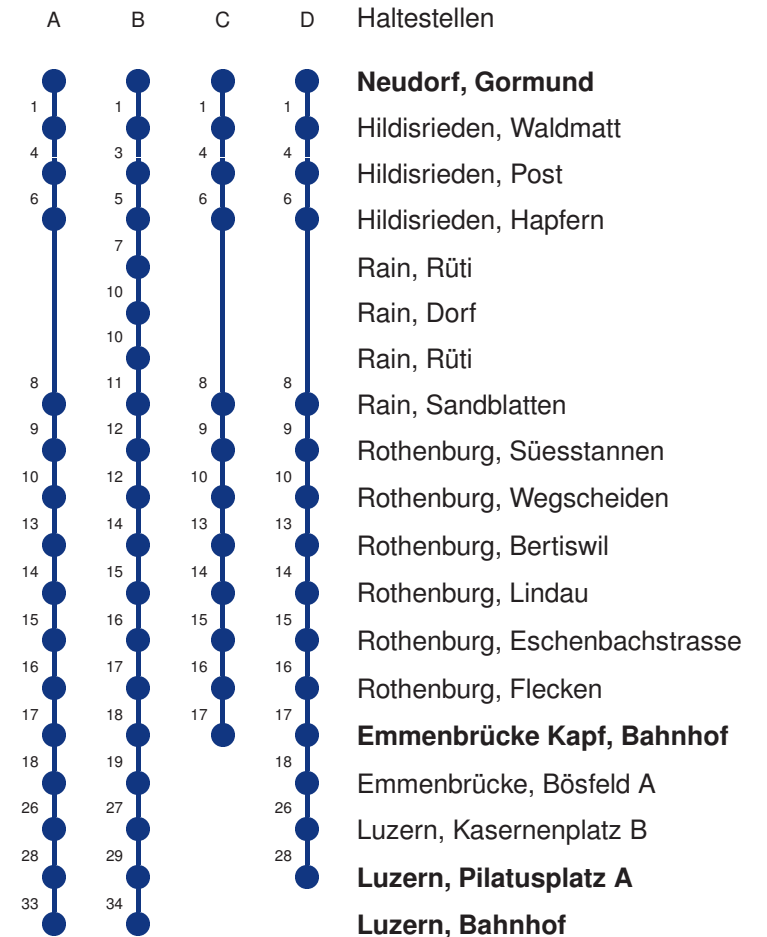 A B C D Haltestellen
Neudorf, Gormund
1 1 1 1
Hildisrieden, Waldmatt
4 3 4 4
Hildisrieden, Post
6 5 6 6
Hildisrieden, Hapfern
7
Rain, Rüti
10
Rain, Dorf
10
Rain, Rüti
8 11 8 8
Rain, Sandblatten
9 12 9 9
Rothenburg, Süesstannen
10 12 10 10
Rothenburg, Wegscheiden
13 14 13 13
Rothenburg, Bertiswil
14 15 14 14
Rothenburg, Lindau
15 16 15 15
Rothenburg, Eschenbachstrasse
16 17 16 16
Rothenburg, Flecken
17 18 17 17
Emmenbrücke Kapf, Bahnhof
18 19 18
Emmenbrücke, Bösfeld A
26 27 26
Luzern, Kasernenplatz B
28 29 28
Luzern, Pilatusplatz A
33 34
Luzern, Bahnhof